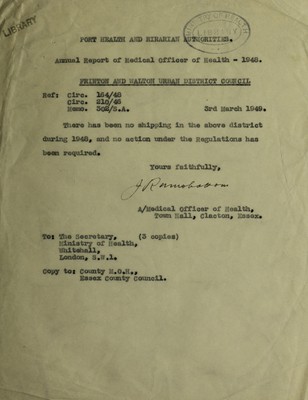 LIBRARY
PORT HEALTH AND RIPARIAN AUTHORITIES.
Annual Report of Medical Officer of Health - 1948.
FRINTON AND WALTON URBAN DISTRICT COUNCIL
Ref: Circ. 164/48
Circ. 218/46
Memo. 302/S.A.
3rd March 1949.
There has been no shipping in the above district
during 1948, and no action under the Regulations has
been required.
Yours faithfully,
A/Medical Officer of Health,
Town Hall, Clacton, Essex.
To: The Secretary, (3 copies)
Ministry of Health,
Whitehall,
London, S.W.1.
Copy to: County M.O.H.,
Essex County Council.